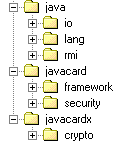 java
io
lang
rmi
javacard
framework
security
javacardx
crypto